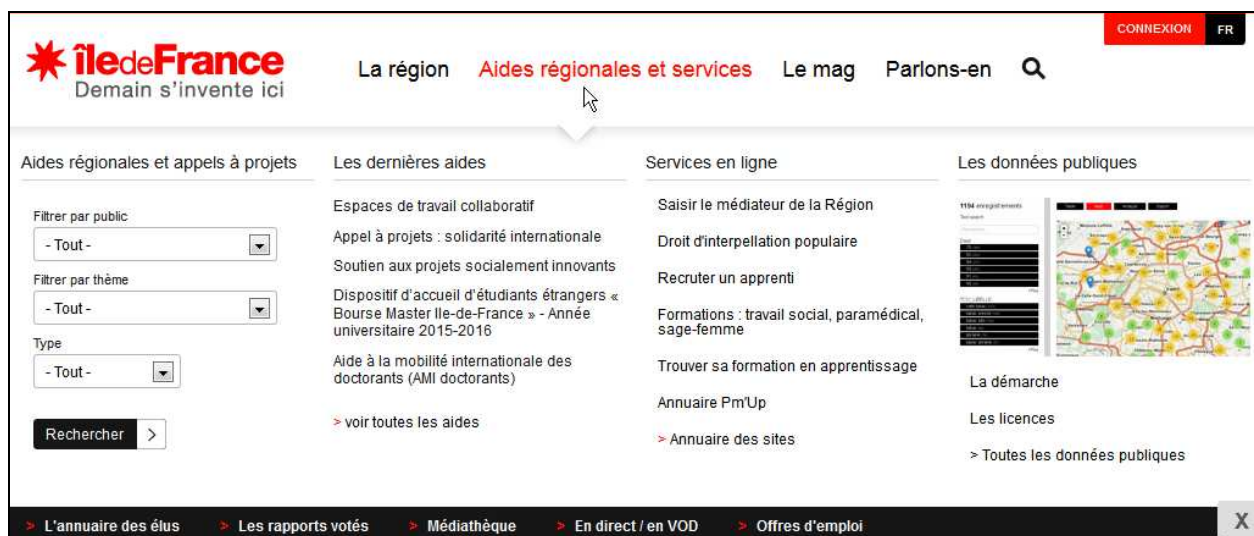 CONNEXION FR
îledeFrance
Demain s'invente ici
La région Aides régionales et services Le mag Parlons-en
Aides régionales et appels à projets
Filtrer par public
- Tout -
Filtrer par thème
- Tout -
Type
- Tout -
Rechercher >
Les dernières aides
Espaces de travail collaboratif
Appel à projets : solidarité internationale
Soutien aux projets socialement innovants
Dispositif d'accueil d'étudiants étrangers «
Bourse Master Ile-de-France » - Année
universitaire 2015-2016
Aide à la mobilité internationale des
doctorants (AMI doctorants)
> voir toutes les aides
Services en ligne
Saisir le médiateur de la Région
Droit d'interpellation populaire
Recruter un apprenti
Formations : travail social, paramédical,
sage-femme
Trouver sa formation en apprentissage
Annuaire Pm'Up
> Annuaire des sites
Les données publiques
1194 enregistrements
La démarche
Les licences
> Toutes les données publiques
> L'annuaire des élus > Les rapports votés > Médiathèque > En direct / en VOD > Offres d'emploi X